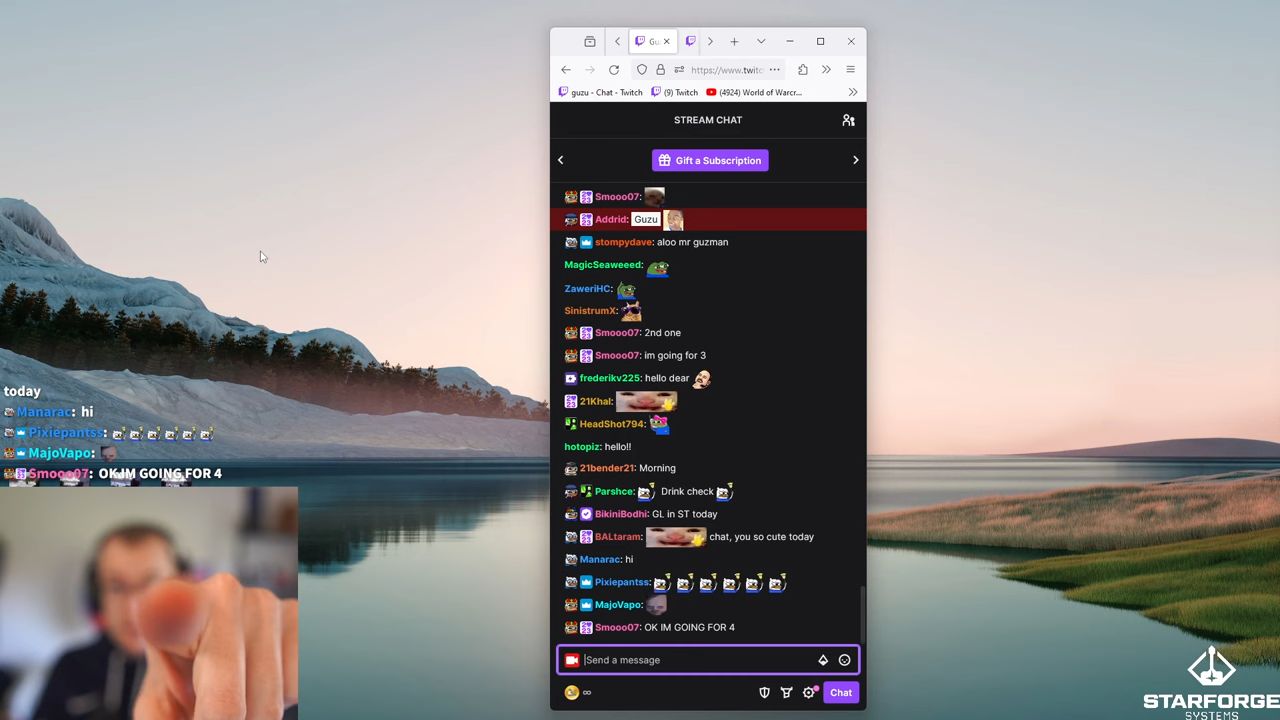 Gu
https://www.twitc
guzu - Chat - Twitch
(9) Twitch
(4924) World of Warcr...
STREAM CHAT
Gift a Subscription
Smooo07:
Addrid: Guzu
stompydave: aloo mr guzman
MagicSeaweeed:
ZaweriHC:
SinistrumX:
Smooo07: 2nd one
Smooo07: im going for 3
frederikv225: hello dear
21Khal:
HeadShot794:
hotopiz: hello!!
21bender21: Morning
Parshce: Drink check
BikiniBodhi: GL in ST today
BALtaram: chat, you so cute today
Manarac: hi
Pixiepantss:
MajoVapo:
Smooo07: OK IM GOING FOR 4
Send a message
∞
Chat
today
Manarac: hi
Pixiepantss:
MajoVapo:
Smooo07: OK IM GOING FOR 4
STARFORGE
SYSTEMS